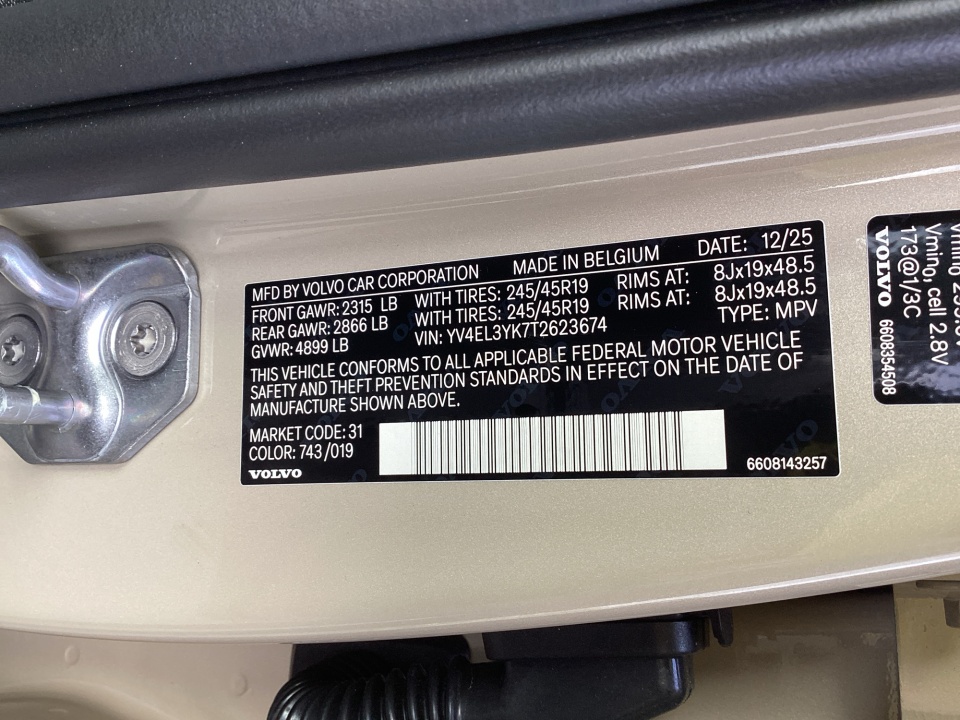 MFD BY VOLVO CAR CORPORATION MADE IN BELGIUM DATE: 12/25
FRONT GAWR: 2315 LB WITH TIRES: 245/45R19 RIMS AT: 8Jx19x48.5
REAR GAWR: 2866 LB WITH TIRES: 245/45R19 RIMS AT: 8Jx19x48.5
GVWR: 4899 LB VIN: YV4EL3YK7T2623674 TYPE: MPV
THIS VEHICLE CONFORMS TO ALL APPLICABLE FEDERAL MOTOR VEHICLE
SAFETY AND THEFT PREVENTION STANDARDS IN EFFECT ON THE DATE OF
MANUFACTURE SHOWN ABOVE.
MARKET CODE: 31
COLOR: 743/019
VOLVO
6608143257
Vming
Vming, cell 2.8V
173@1/3C
VOLVO 6608354508